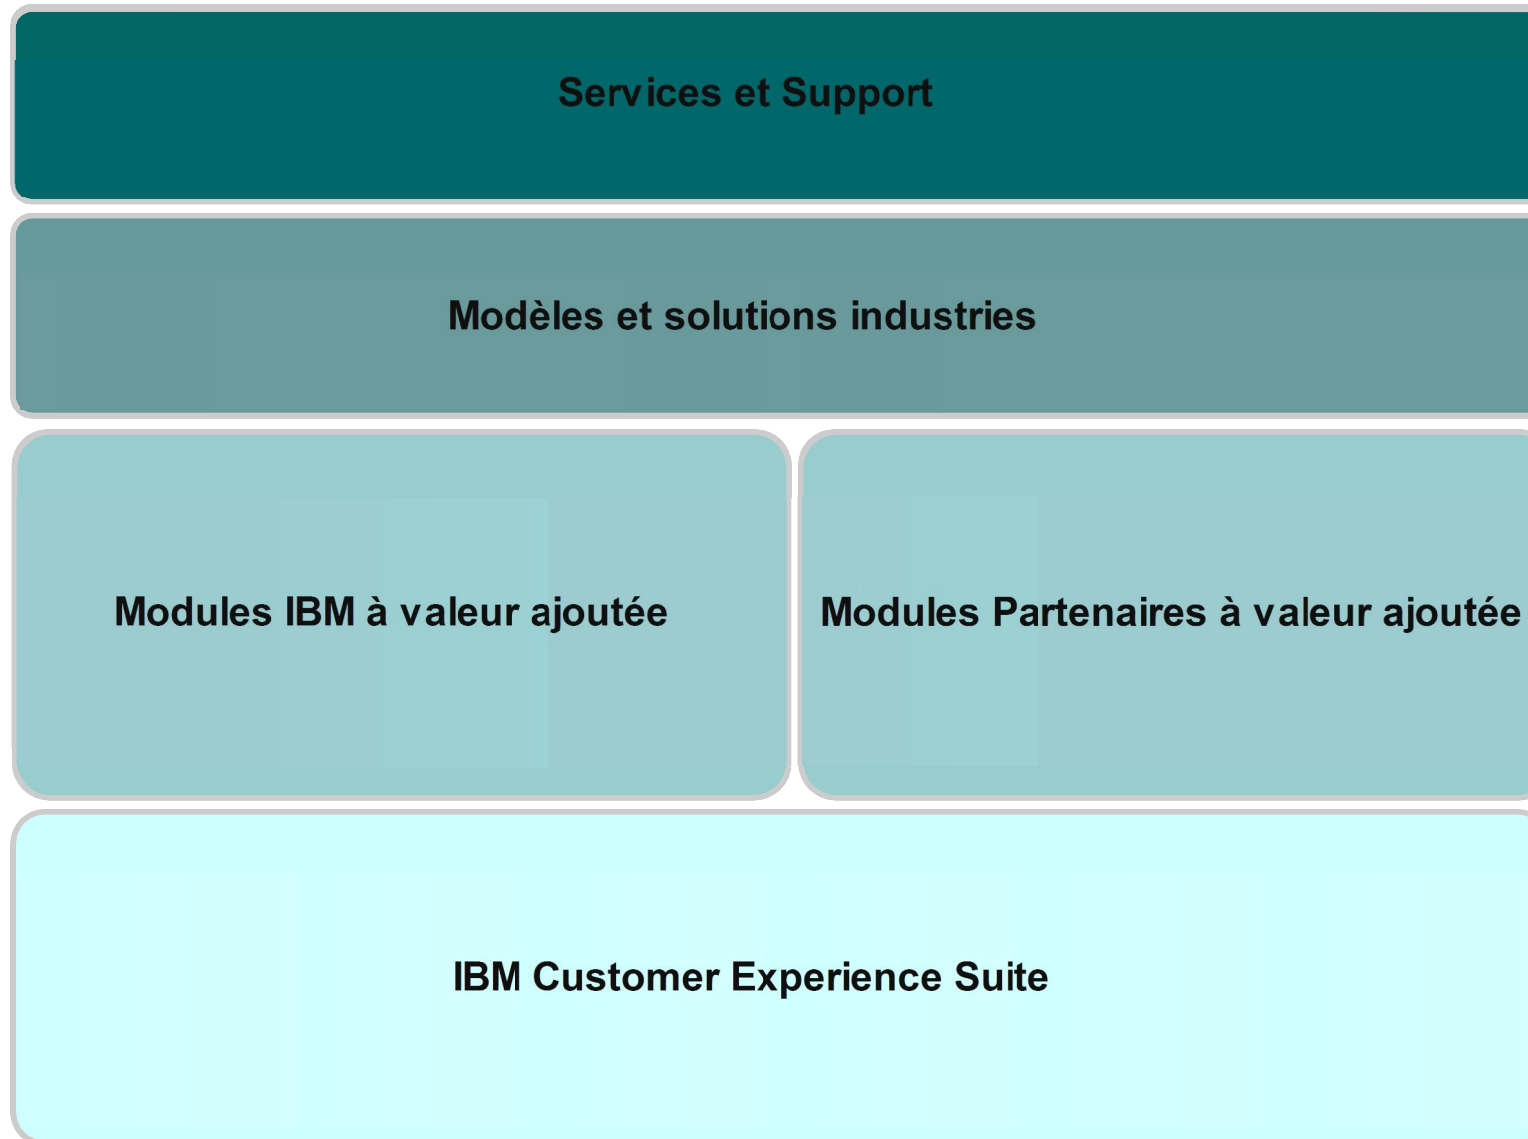 Services et Support
Modèles et solutions industries
Modules IBM à valeur ajoutée
Modules Partenaires à valeur ajoutée
IBM Customer Experience Suite